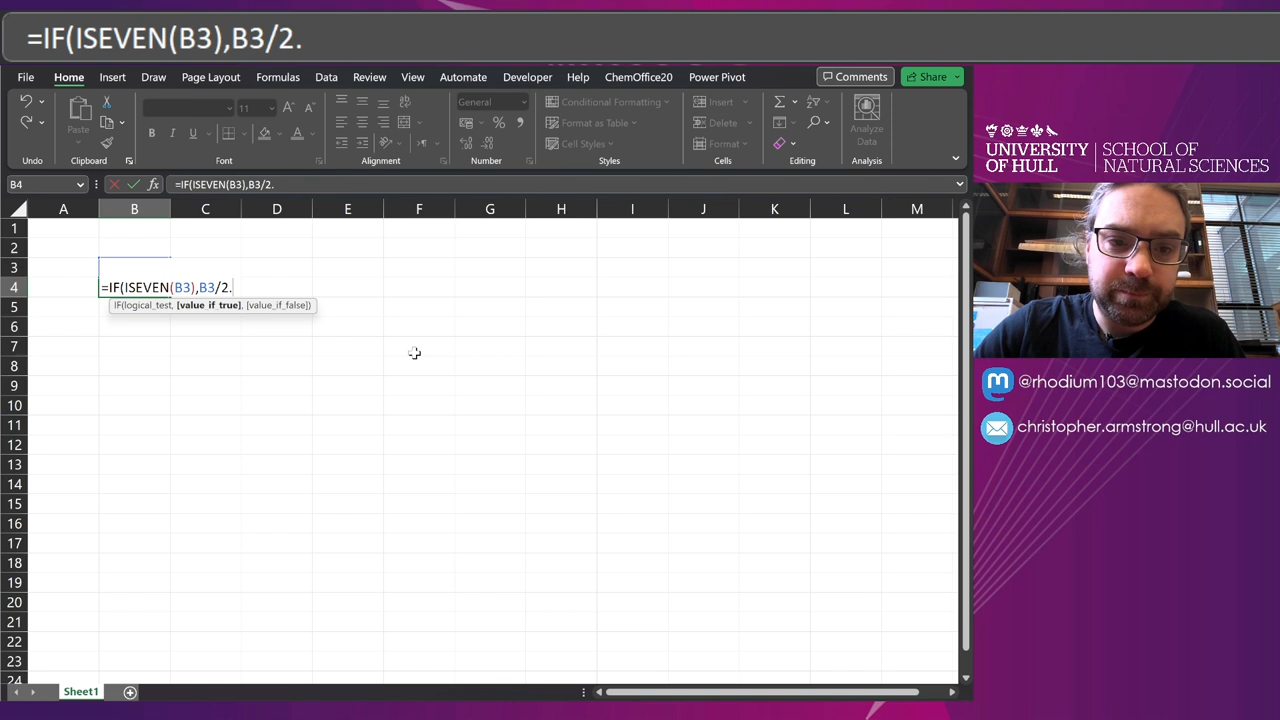 =IF(ISEVEN(B3),B3/2.
File Home Insert Draw Page Layout Formulas Data Review View Automate Developer Help ChemOffice20 Power Pivot Comments Share
Paste
11
B I U A
General
Conditional Formatting
Format as Table
Cell Styles
Insert
Delete
Format
Analyze
Data
Undo Clipboard Font Alignment Number Styles Cells Editing Analysis
B4 fx =IF(ISEVEN(B3),B3/2.
A B C D E F G H I J K L M
1
2
3
4 =IF(ISEVEN(B3),B3/2.
IF(logical_test, [value_if_true], [value_if_false])
5
6
7
8
9
10
11
12
13
14
15
16
17
18
19
20
21
22
23
24
Sheet1
UNIVERSITY OF HULL
SCHOOL OF NATURAL SCIENCES
@rhodium103@mastodon.social
christopher.armstrong@hull.ac.uk